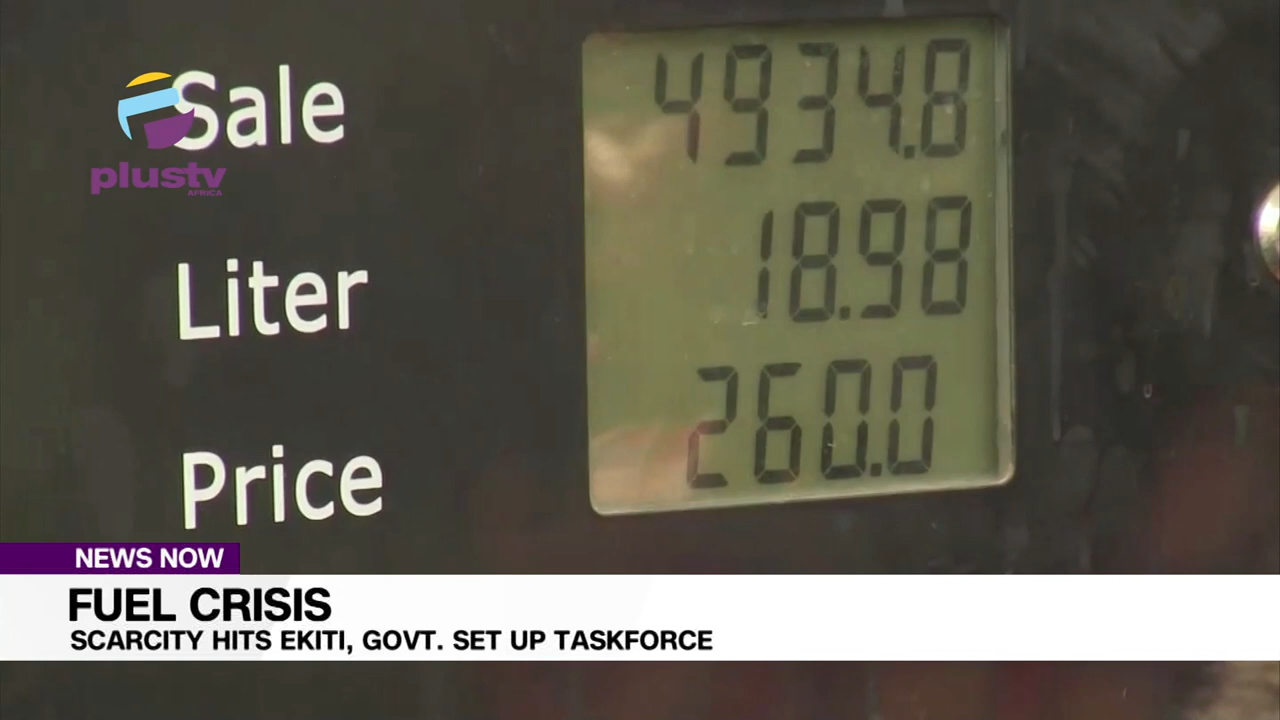 Sale 4934.8
plustv
AFRICA
Liter 18.98
Price 260.0
NEWS NOW
FUEL CRISIS
SCARCITY HITS EKITI, GOVT. SET UP TASKFORCE